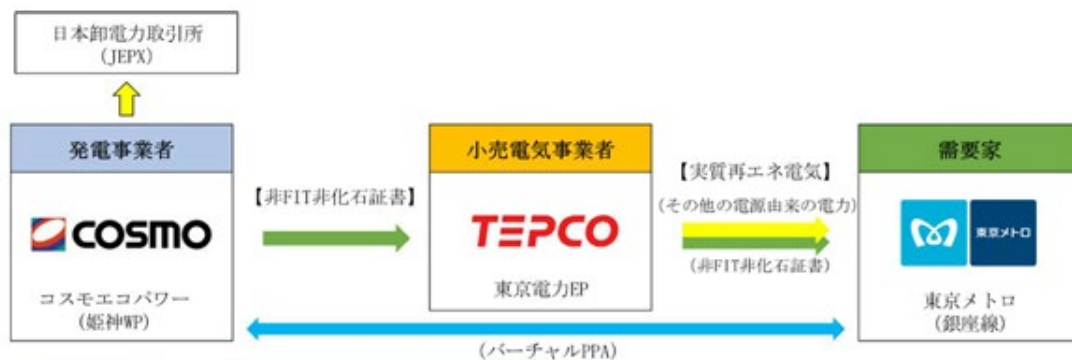 日本卸電力取引所
(JEPX)
発電事業者
COSMO
コスモエコパワー
(姫神WP)
【非FIT非化石証書】
小売電気事業者
TEPCO
東京電力EP
【実質再エネ電気】
(その他の電源由来の電力)
(非FIT非化石証書)
需要家
東京メトロ
東京メトロ
(銀座線)
(バーチャルPPA)